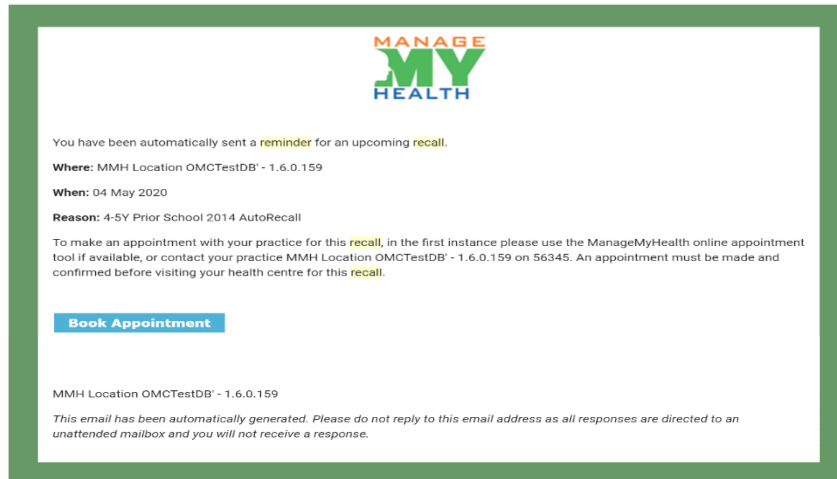 MANAGE
MY
HEALTH
You have been automatically sent a reminder for an upcoming recall.
Where: MMH Location OMCTestDB' - 1.6.0.159
When: 04 May 2020
Reason: 4-5Y Prior School 2014 AutoRecall
To make an appointment with your practice for this recall, in the first instance please use the ManageMyHealth online appointment
tool if available, or contact your practice MMH Location OMCTestDB' - 1.6.0.159 on 56345. An appointment must be made and
confirmed before visiting your health centre for this recall.
Book Appointment
MMH Location OMCTestDB' - 1.6.0.159
This email has been automatically generated. Please do not reply to this email address as all responses are directed to an
unattended mailbox and you will not receive a response.